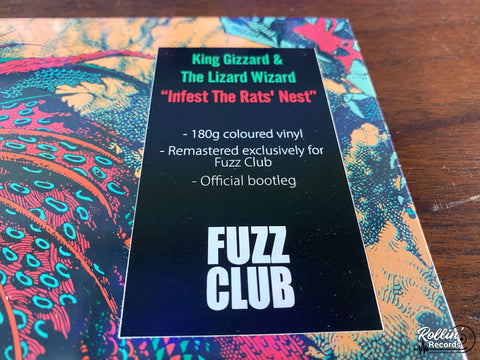 King Gizzard &
The Lizard Wizard
“Infest The Rats' Nest”
- 180g coloured vinyl
- Remastered exclusively for
Fuzz Club
- Official bootleg
FUZZ
CLUB
Rollin'
Records